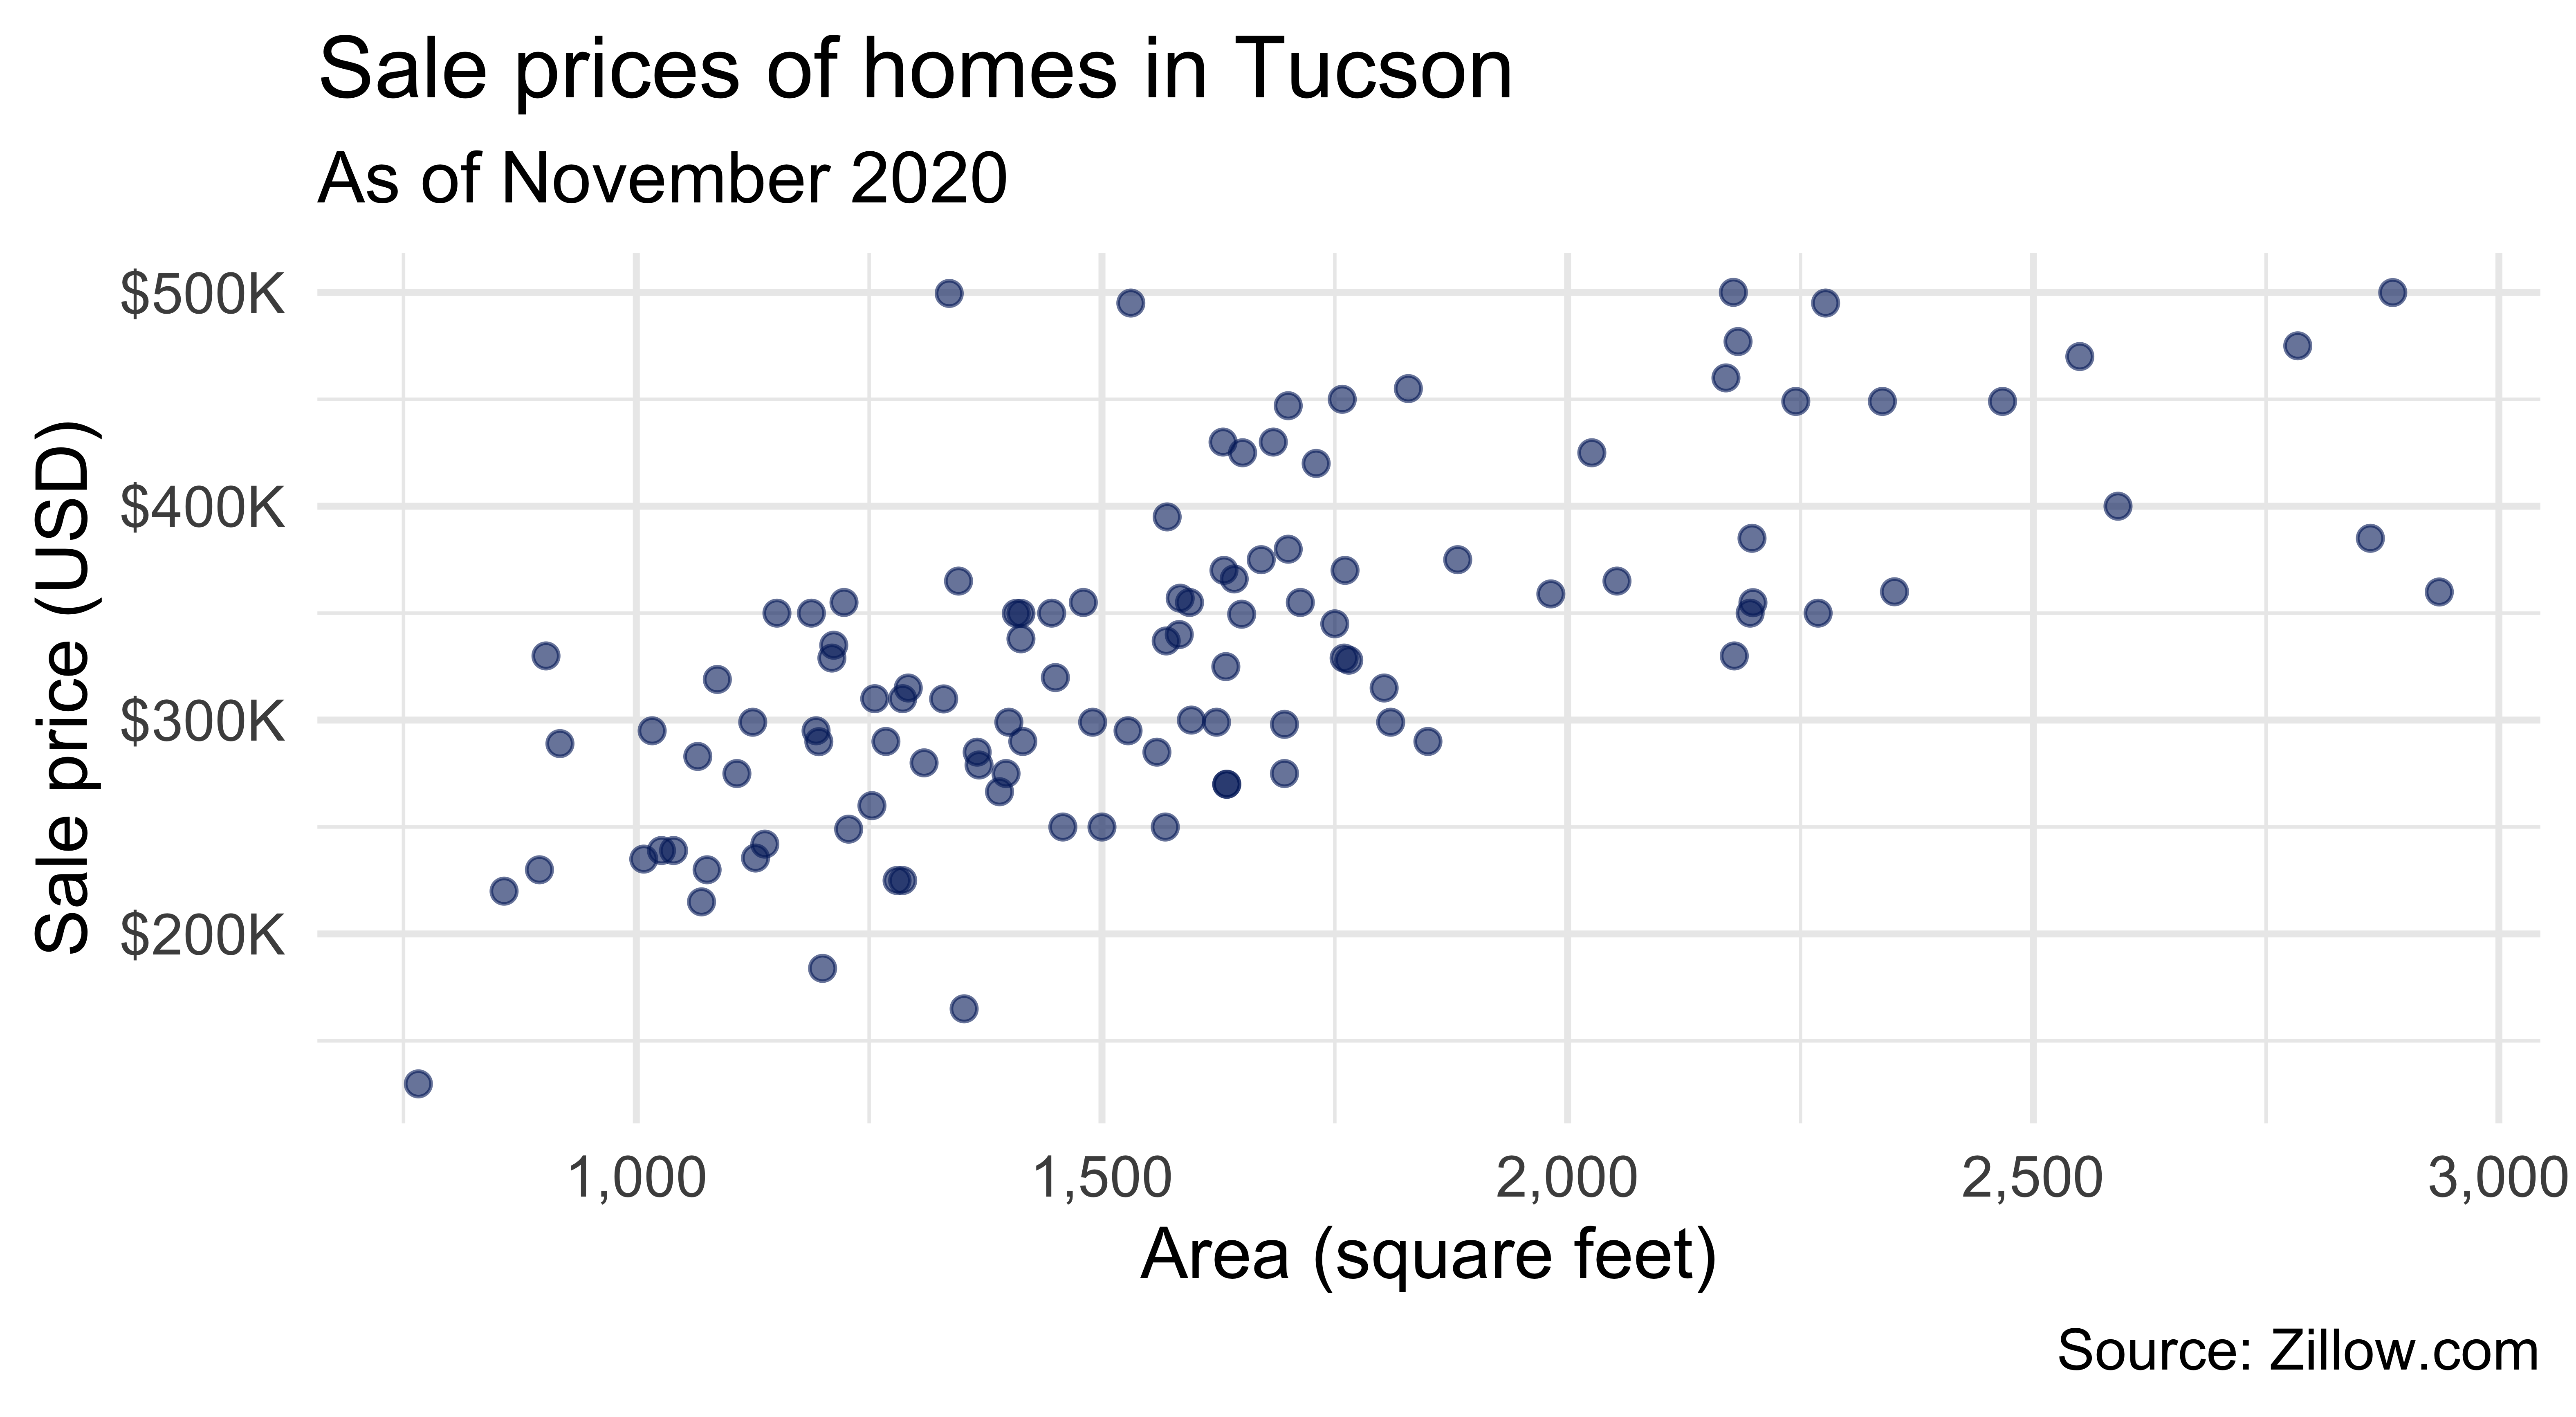 Sale prices of homes in Tucson
As of November 2020
$500K
$400K
$300K
$200K
Sale price (USD)
1,000 1,500 2,000 2,500 3,000
Area (square feet)
Source: Zillow.com